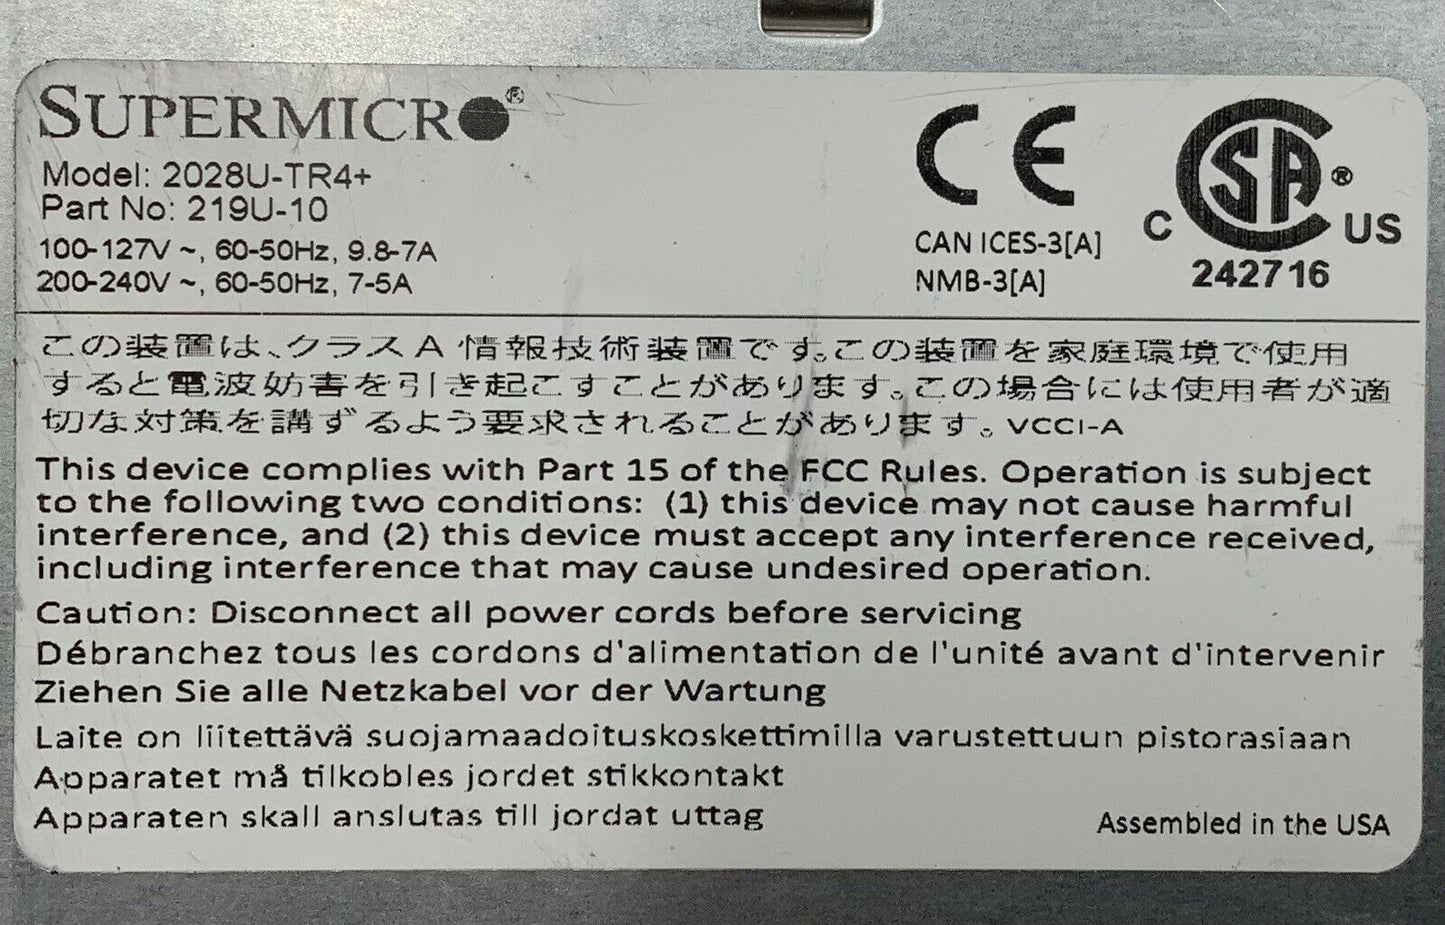 SUPERMICRO®
Model: 2028U-TR4+
Part No: 219U-10
100-127V ~, 60-50Hz, 9.8-7A
200-240V ~, 60-50Hz, 7-5A
CE
CAN ICES-3[A]
NMB-3[A]
C SA ® US
242716
この装置は、クラスA 情報技術装置です。この装置を家庭環境で使用
すると電波妨害を引き起こすことがあります。この場合には使用者が適
切な対策を講ずるよう要求されることがあります。VCCI-A
This device complies with Part 15 of the FCC Rules. Operation is subject
to the following two conditions: (1) this device may not cause harmful
interference, and (2) this device must accept any interference received,
including interference that may cause undesired operation.
Caution: Disconnect all power cords before servicing
Débranchez tous les cordons d'alimentation de l'unité avant d'intervenir
Ziehen Sie alle Netzkabel vor der Wartung
Laite on liitettävä suojamaadoituskoskettimilla varustettuun pistorasiaan
Apparatet må tilkobles jordet stikkontakt
Apparaten skall anslutas till jordat uttag
Assembled in the USA